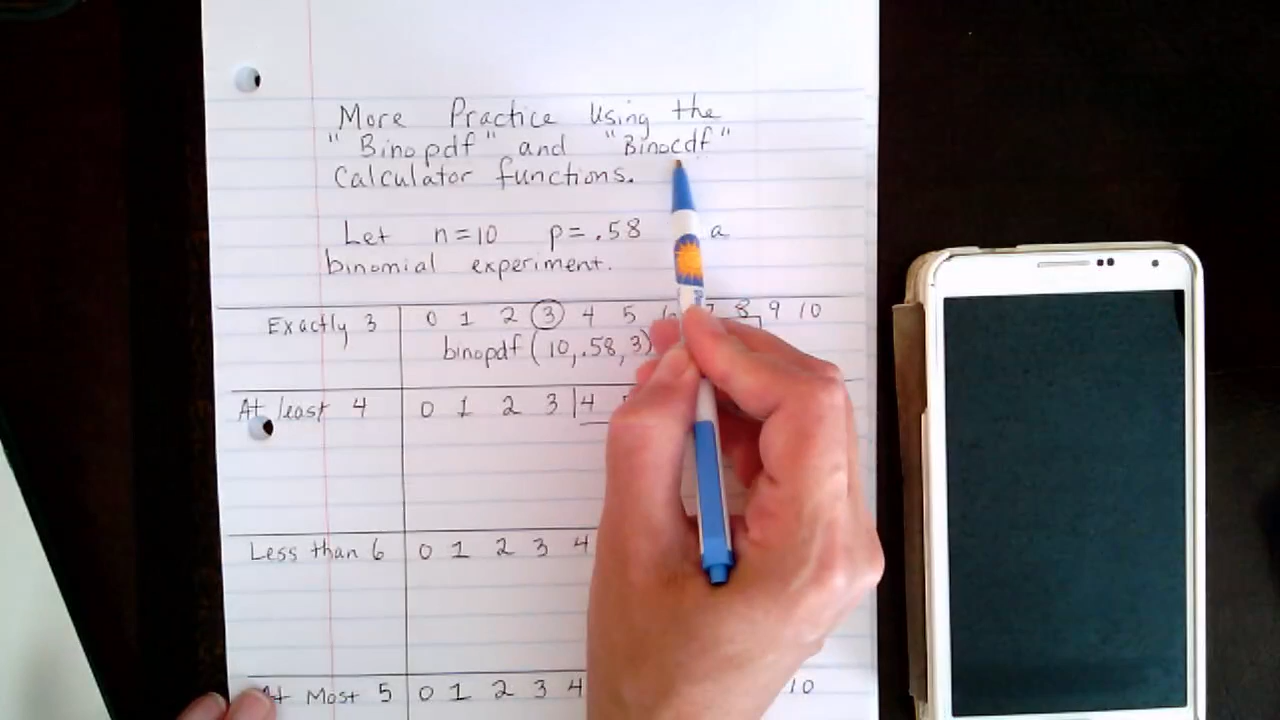 More Practice Using the
"Binopdf" and "Binocdf"
Calculator functions.
Let n=10 p=.58 a
binomial experiment.
Exactly 3 0 1 2 3 4 5 8 9 10
binopdf(10,.58,3)
At least 4 0 1 2 3 4
Less than 6 0 1 2 3 4
At Most 5 0 1 2 3 4 10